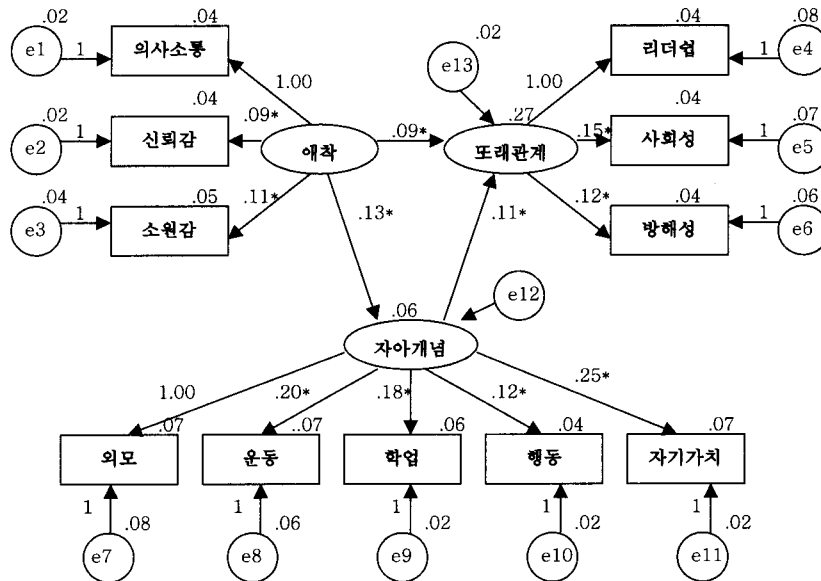 .02 .04 .02 .04 .08
e1 1 의사소통 e13 리더쉽 1 e4
1.00 1.00
.02 .04 .27 .04 .07
e2 1 신뢰감 .09* 애착 .09* 또래관계 .15* 사회성 1 e5
.04 .05 .11* .12* .04 .06
e3 1 소원감 .13* .11* 방해성 1 e6
e12
.06
자아개념
1.00 .20* .18* .12* .25*
.07 ..07 .06 .04 .07
외모 운동 학업 행동 자기가치
1 1 1 1 1
.08 .06 .02 .02 .02
e7 e8 e9 e10 e11